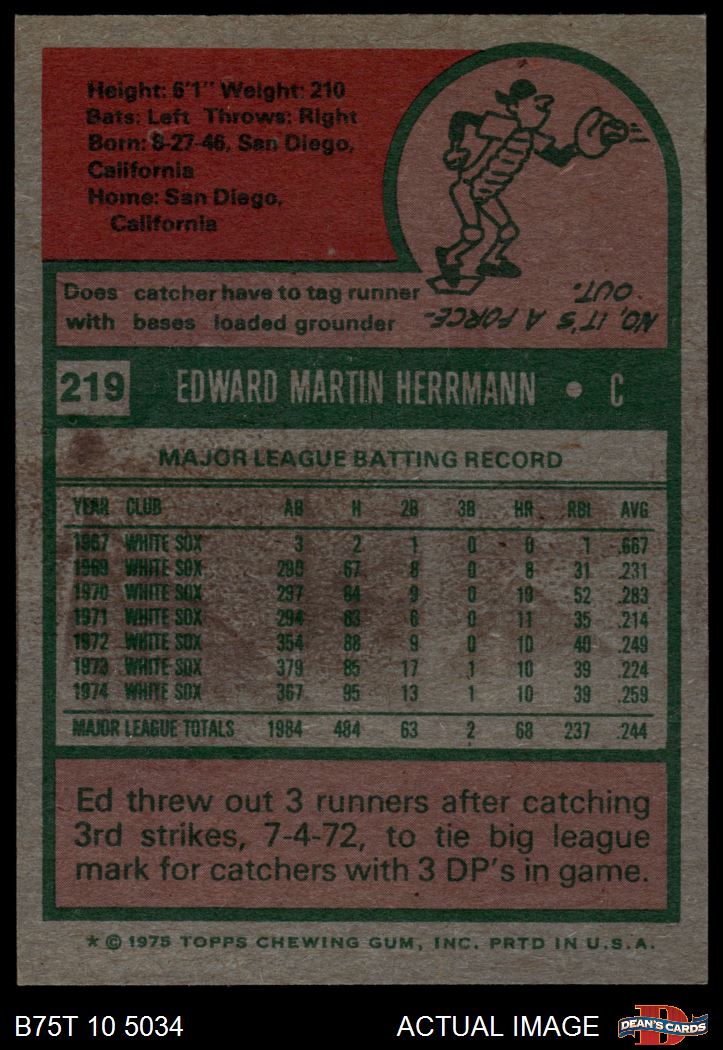 Height: 6'1" Weight: 210
Bats: Left Throws: Right
Born: 8-27-46, San Diego,
California
Home: San Diego,
California
Does catcher have to tag runner
with bases loaded grounder
NO, IT'S A FORCE-
OUT.
219 EDWARD MARTIN HERRMANN • C
MAJOR LEAGUE BATTING RECORD
YEAR CLUB AB H 2B 3B HR RBI AVG
1967 WHITE SOX 3 2 1 0 0 1 .667
1969 WHITE SOX 290 67 8 0 8 31 .231
1970 WHITE SOX 297 84 9 0 19 52 .283
1971 WHITE SOX 294 63 6 0 11 35 .214
1972 WHITE SOX 354 88 9 0 10 40 .249
1973 WHITE SOX 379 85 17 1 10 39 .224
1974 WHITE SOX 367 95 13 1 10 39 .259
MAJOR LEAGUE TOTALS 1984 484 63 2 68 237 .244
Ed threw out 3 runners after catching
3rd strikes, 7-4-72, to tie big league
mark for catchers with 3 DP's in game.
* © 1975 TOPPS CHEWING GUM, INC. PRTD IN U.S.A.
B75T 10 5034 ACTUAL IMAGE D DEAN'S CARDS